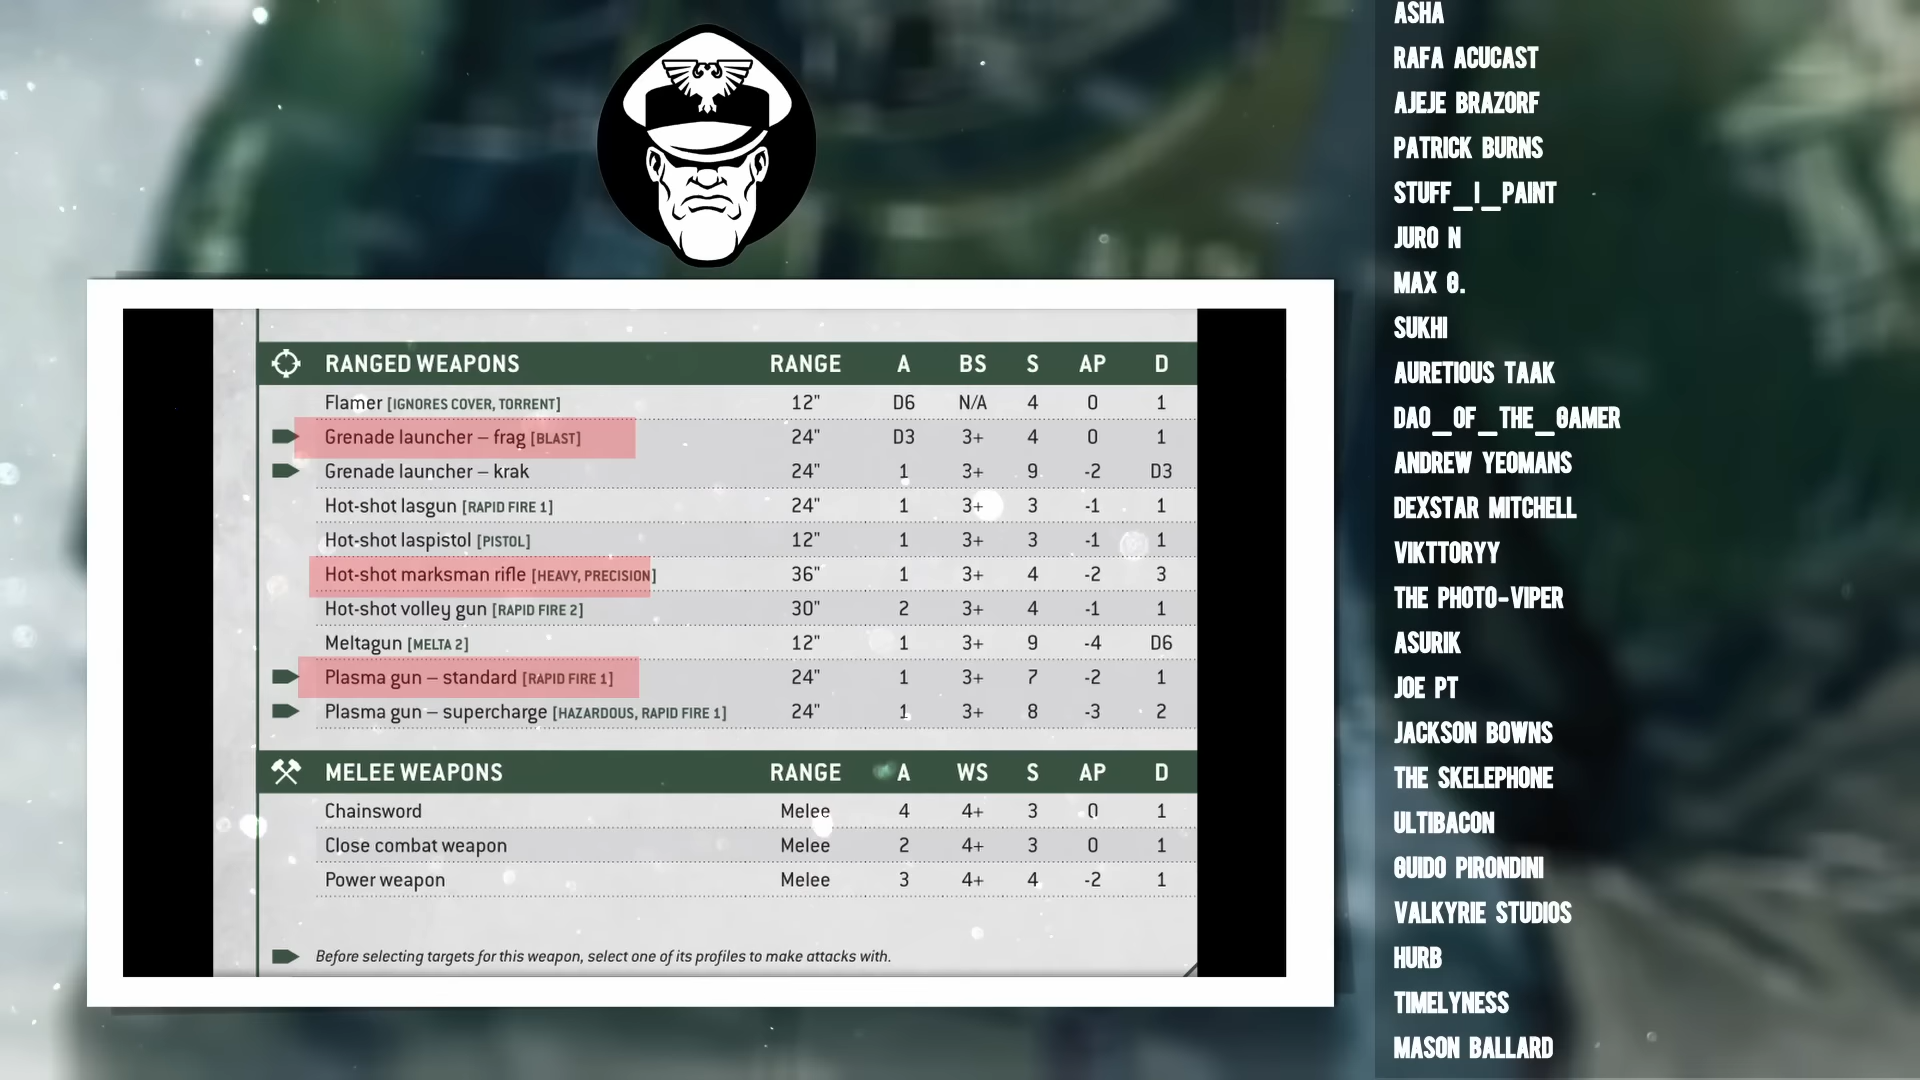 RANGED WEAPONS RANGE A BS S AP D
Flamer [IGNORES COVER, TORRENT] 12" D6 N/A 4 0 1
Grenade launcher – frag [BLAST] 24" D3 3+ 4 0 1
Grenade launcher – krak 24" 1 3+ 9 -2 D3
Hot-shot lasgun [RAPID FIRE 1] 24" 1 3+ 3 -1 1
Hot-shot laspistol [PISTOL] 12" 1 3+ 3 -1 1
Hot-shot marksman rifle [HEAVY, PRECISION] 36" 1 3+ 4 -2 3
Hot-shot volley gun [RAPID FIRE 2] 30" 2 3+ 4 -1 1
Meltagun [MELTA 2] 12" 1 3+ 9 -4 D6
Plasma gun – standard [RAPID FIRE 1] 24" 1 3+ 7 -2 1
Plasma gun – supercharge [HAZARDOUS, RAPID FIRE 1] 24" 1 3+ 8 -3 2
MELEE WEAPONS RANGE A WS S AP D
Chainsword Melee 4 4+ 3 0 1
Close combat weapon Melee 2 4+ 3 0 1
Power weapon Melee 3 4+ 4 -2 1
Before selecting targets for this weapon, select one of its profiles to make attacks with.
ASHA
RAFA ACUCAST
AJEJE BRAZORF
PATRICK BURNS
STUFF_I_PAINT
JURO N
MAX G.
SUKHI
AURETIOUS TAAK
DAO_OF_THE_GAMER
ANDREW YEOMANS
DEXSTAR MITCHELL
VIKTTORYY
THE PHOTO-VIPER
ASURIK
JOE PT
JACKSON BOWNS
THE SKELEPHONE
ULTIBACON
GUIDO PIRONDINI
VALKYRIE STUDIOS
HURB
TIMELYNESS
MASON BALLARD